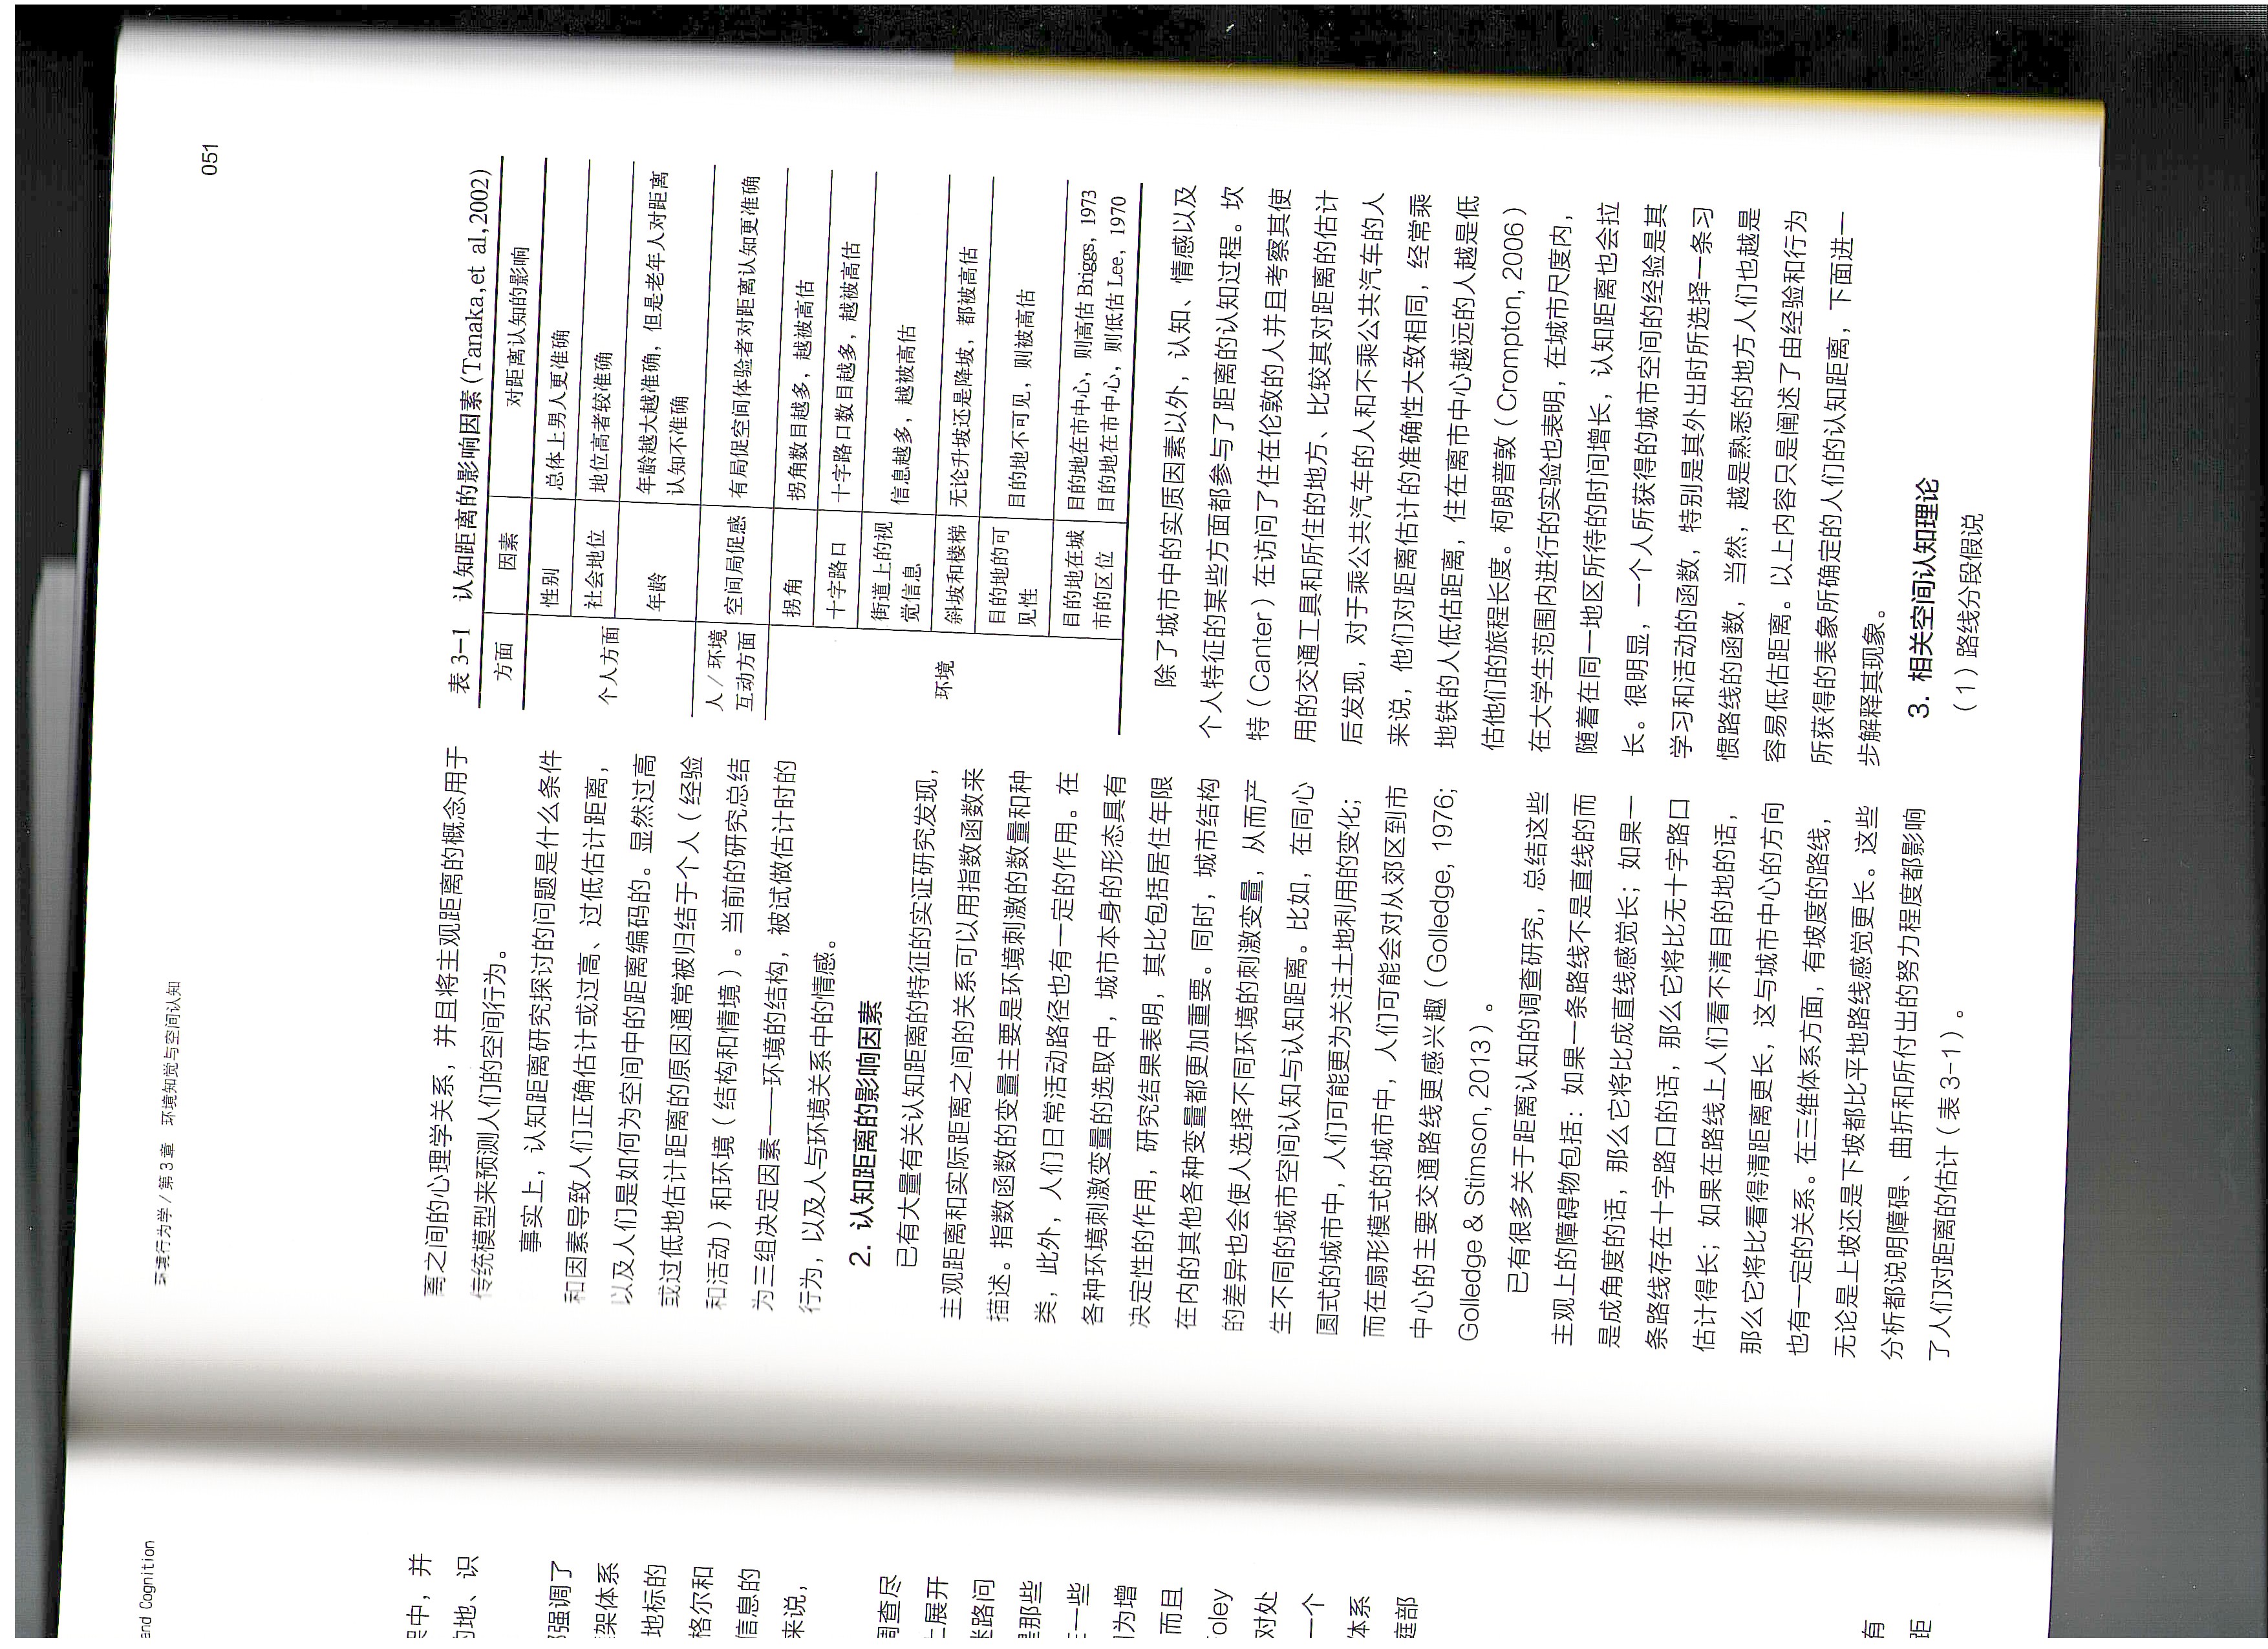 and Cognition
中，并
地、识
强调了
架体系
地标的
格尔和
信息的
来说，
调查尽
上展开
迷路问
是那些
在一些
为增
而且
oley
对处
一个
体系
庭部
有
距
环境行为学 / 第 3 章　环境知觉与空间认知
051
离之间的心理学关系，并且将主观距离的概念用于
传统模型来预测人们的空间行为。
事实上，认知距离研究探讨的问题是什么条件
和因素导致人们正确估计或过高、过低估计距离，
以及人们是如何为空间中的距离编码的。显然过高
或过低地估计距离的原因通常被归结于个人（经验
和活动）和环境（结构和情境）。当前的研究总结
为三组决定因素——环境的结构，被试做估计时的
行为，以及人与环境关系中的情感。
2. 认知距离的影响因素
已有大量有关认知距离的特征的实证研究发现，
主观距离和实际距离之间的关系可以用指数函数来
描述。指数函数的变量主要是环境刺激的数量和种
类，此外，人们日常活动路径也有一定的作用。在
各种环境刺激变量的选取中，城市本身的形态具有
决定性的作用，研究结果表明，其比包括居住年限
在内的其他各种变量都更加重要。同时，城市结构
的差异也会使人选择不同环境的刺激变量，从而产
生不同的城市空间认知与认知距离。比如，在同心
圆式的城市中，人们可能更为关注土地利用的变化；
而在扇形模式的城市中，人们可能会对从郊区到市
中心的主要交通路线更感兴趣（Golledge, 1976;
Golledge & Stimson, 2013）。
已有很多关于距离认知的调查研究，总结这些
主观上的障碍物包括：如果一条路线不是直线的而
是成角度的话，那么它将比成直线感觉长；如果一
条路线存在十字路口的话，那么它将比无十字路口
估计得长；如果在路线上人们看不清目的地的话，
那么它将比看得清距离更长，这与城市中心的方向
也有一定的关系。在三维体系方面，有坡度的路线，
无论是上坡还是下坡都比平地路线感觉更长。这些
分析都说明障碍、曲折和所付出的努力程度都影响
了人们对距离的估计（表 3-1）。
表 3-1　认知距离的影响因素(Tanaka,et al,2002)
方面　因素　对距离认知的影响
个人方面　性别　总体上男人更准确
社会地位　地位高者较准确
年龄　年龄越大越准确，但是老年人对距离
认知不准确
人 / 环境
互动方面　空间局促感　有局促空间体验者对距离认知更准确
环境　拐角　拐角数目越多，越被高估
十字路口　十字路口数目越多，越被高估
街道上的视
觉信息　信息越多，越被高估
斜坡和楼梯　无论升坡还是降坡，都被高估
目的地的可
见性　目的地不可见，则被高估
目的地在城　目的地在市中心，则高估 Briggs，1973
市的区位　目的地在市中心，则低估 Lee，1970
除了城市中的实质因素以外，认知、情感以及
个人特征的某些方面都参与了距离的认知过程。坎
特（Canter）在访问了住在伦敦的人并且考察其使
用的交通工具和所住的地方、比较其对距离的估计
后发现，对于乘公共汽车的人和不乘公共汽车的人
来说，他们对距离估计的准确性大致相同，经常乘
地铁的人低估距离，住在离市中心越远的人越是低
估他们的旅程长度。柯朗普敦（Crompton, 2006）
在大学生范围内进行的实验也表明，在城市尺度内，
随着在同一地区所待的时间增长，认知距离也会拉
长。很明显，一个人所获得的城市空间的经验是其
学习和活动的函数，特别是其外出时所选择一条习
惯路线的函数，当然，越是熟悉的地方人们也越是
容易低估距离。以上内容只是阐述了由经验和行为
所获得的表象所确定的人们的认知距离，下面进一
步解释其现象。
3. 相关空间认知理论
（1）路线分段假说